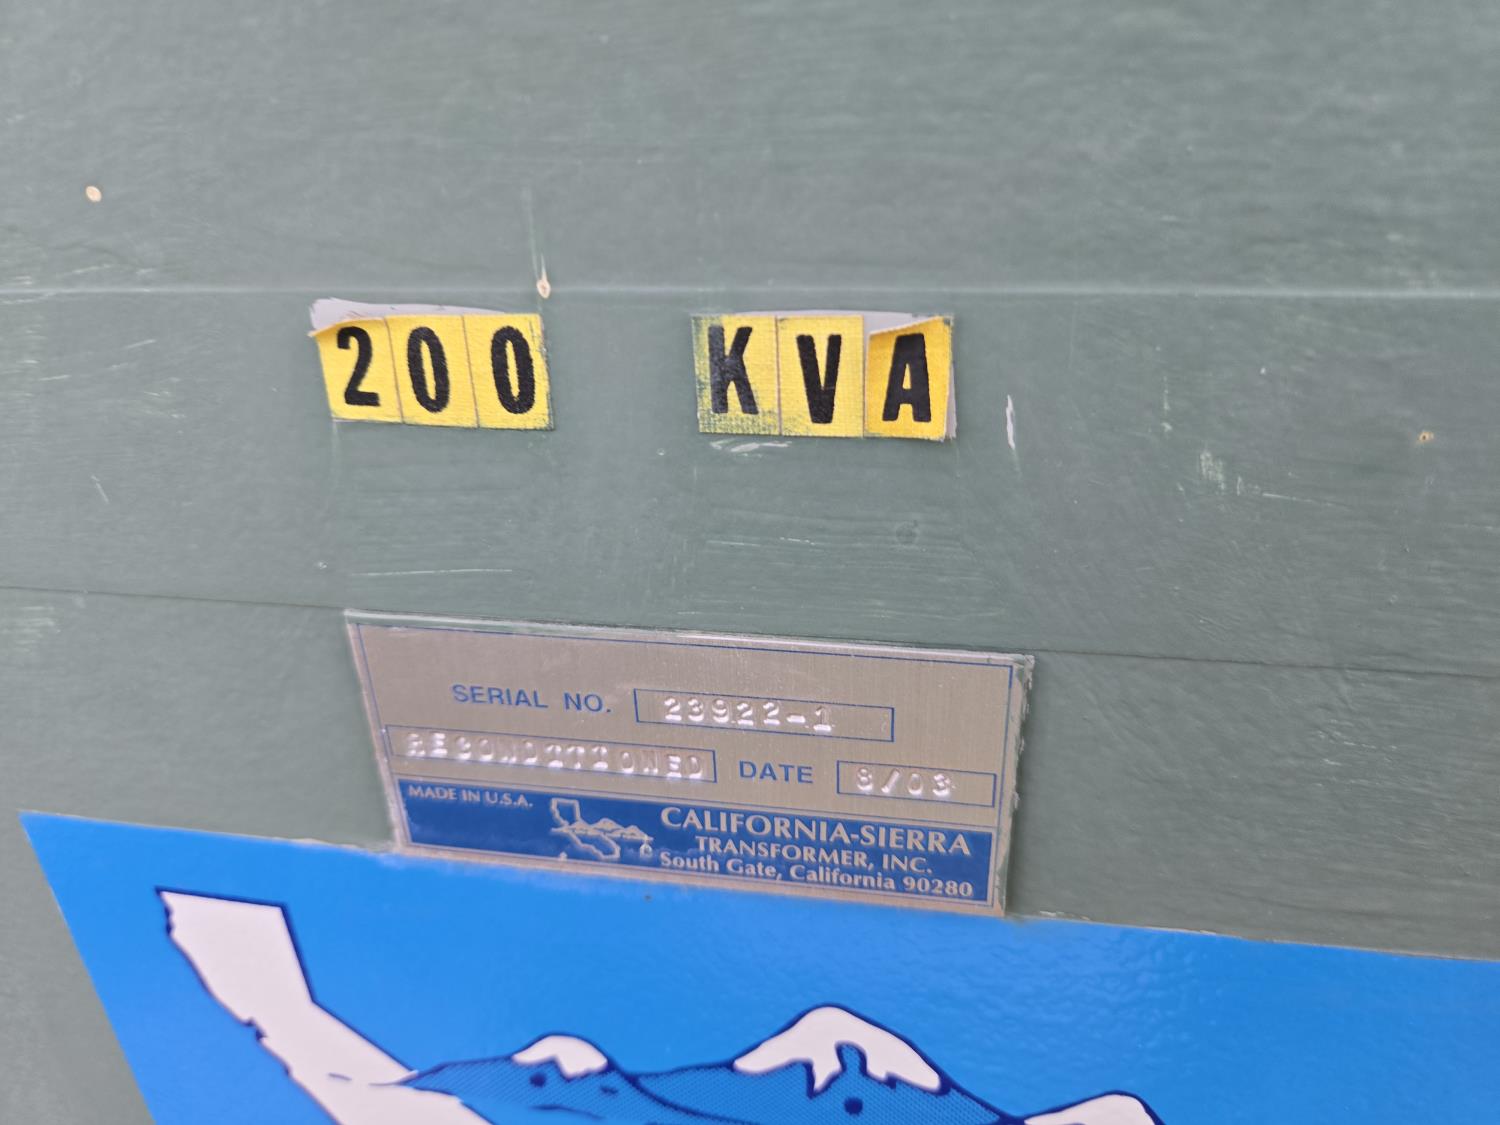 200 KVA
SERIAL NO. 23922-1
RECONDITIONED DATE 8/03
MADE IN U.S.A.
CALIFORNIA-SIERRA
TRANSFORMER, INC.
South Gate, California 90280